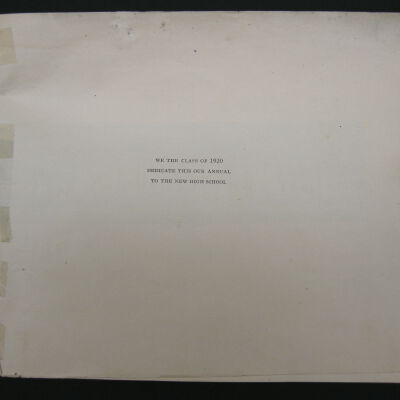 WE THE CLASS OF 1920
DEDICATE THIS OUR ANNUAL
TO THE NEW HIGH SCHOOL